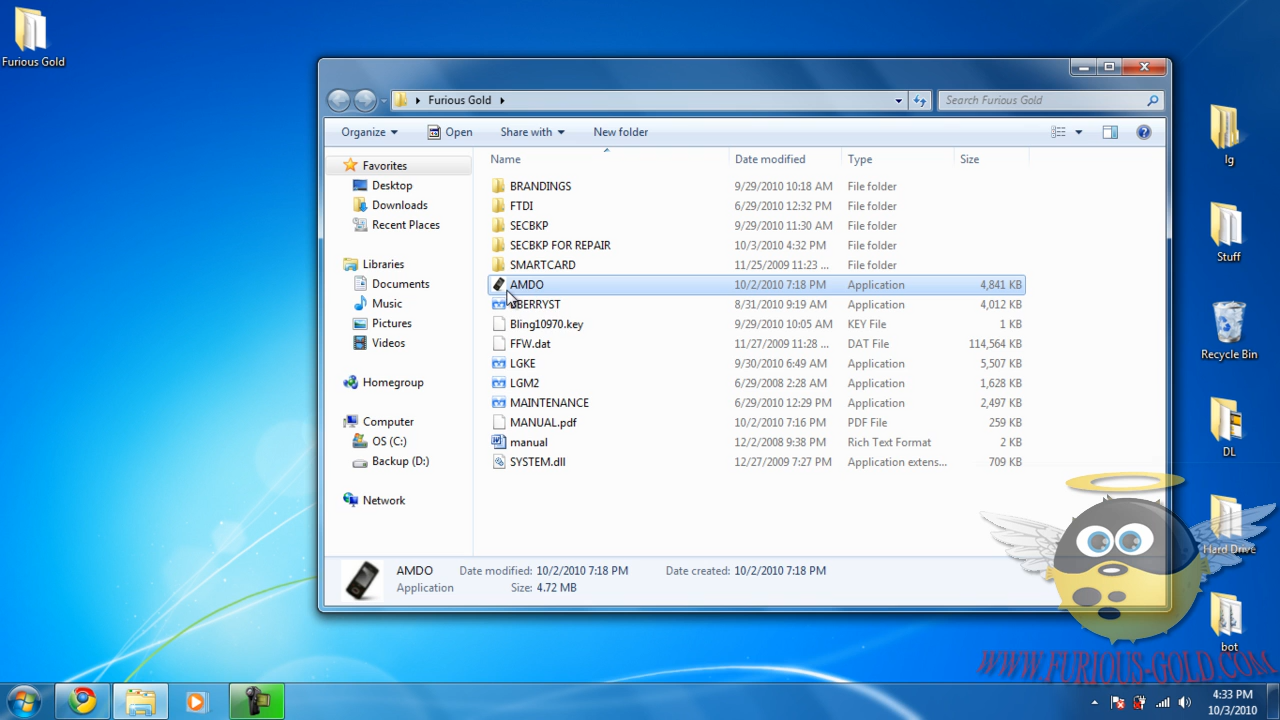 Furious Gold
Furious Gold
Search Furious Gold
Organize Open Share with New folder
Name Date modified Type Size
Favorites
Desktop
Downloads
Recent Places
Libraries
Documents
Music
Pictures
Videos
Homegroup
Computer
OS (C:)
Backup (D:)
Network
BRANDINGS 9/29/2010 10:18 AM File folder
FTDI 6/29/2010 12:32 PM File folder
SECBKP 9/29/2010 11:30 AM File folder
SECBKP FOR REPAIR 10/3/2010 4:32 PM File folder
SMARTCARD 11/25/2009 11:23 ... File folder
AMDO 10/2/2010 7:18 PM Application 4,841 KB
BBERRYST 8/31/2010 9:19 AM Application 4,012 KB
Bling10970.key 9/29/2010 10:05 AM KEY File 1 KB
FFW.dat 11/27/2009 11:28 ... DAT File 114,564 KB
LGKE 9/30/2010 6:49 AM Application 5,507 KB
LGM2 6/29/2008 2:28 AM Application 1,628 KB
MAINTENANCE 6/29/2010 12:29 PM Application 2,497 KB
MANUAL.pdf 10/2/2010 7:16 PM PDF File 259 KB
manual 12/2/2008 9:38 PM Rich Text Format 2 KB
SYSTEM.dll 12/27/2009 7:27 PM Application extens... 709 KB
AMDO Date modified: 10/2/2010 7:18 PM Date created: 10/2/2010 7:18 PM
Application Size: 4.72 MB
lg
Stuff
Recycle Bin
DL
Hard Drive
bot
WWW.FURIOUS-GOLD.COM
4:33 PM
10/3/2010